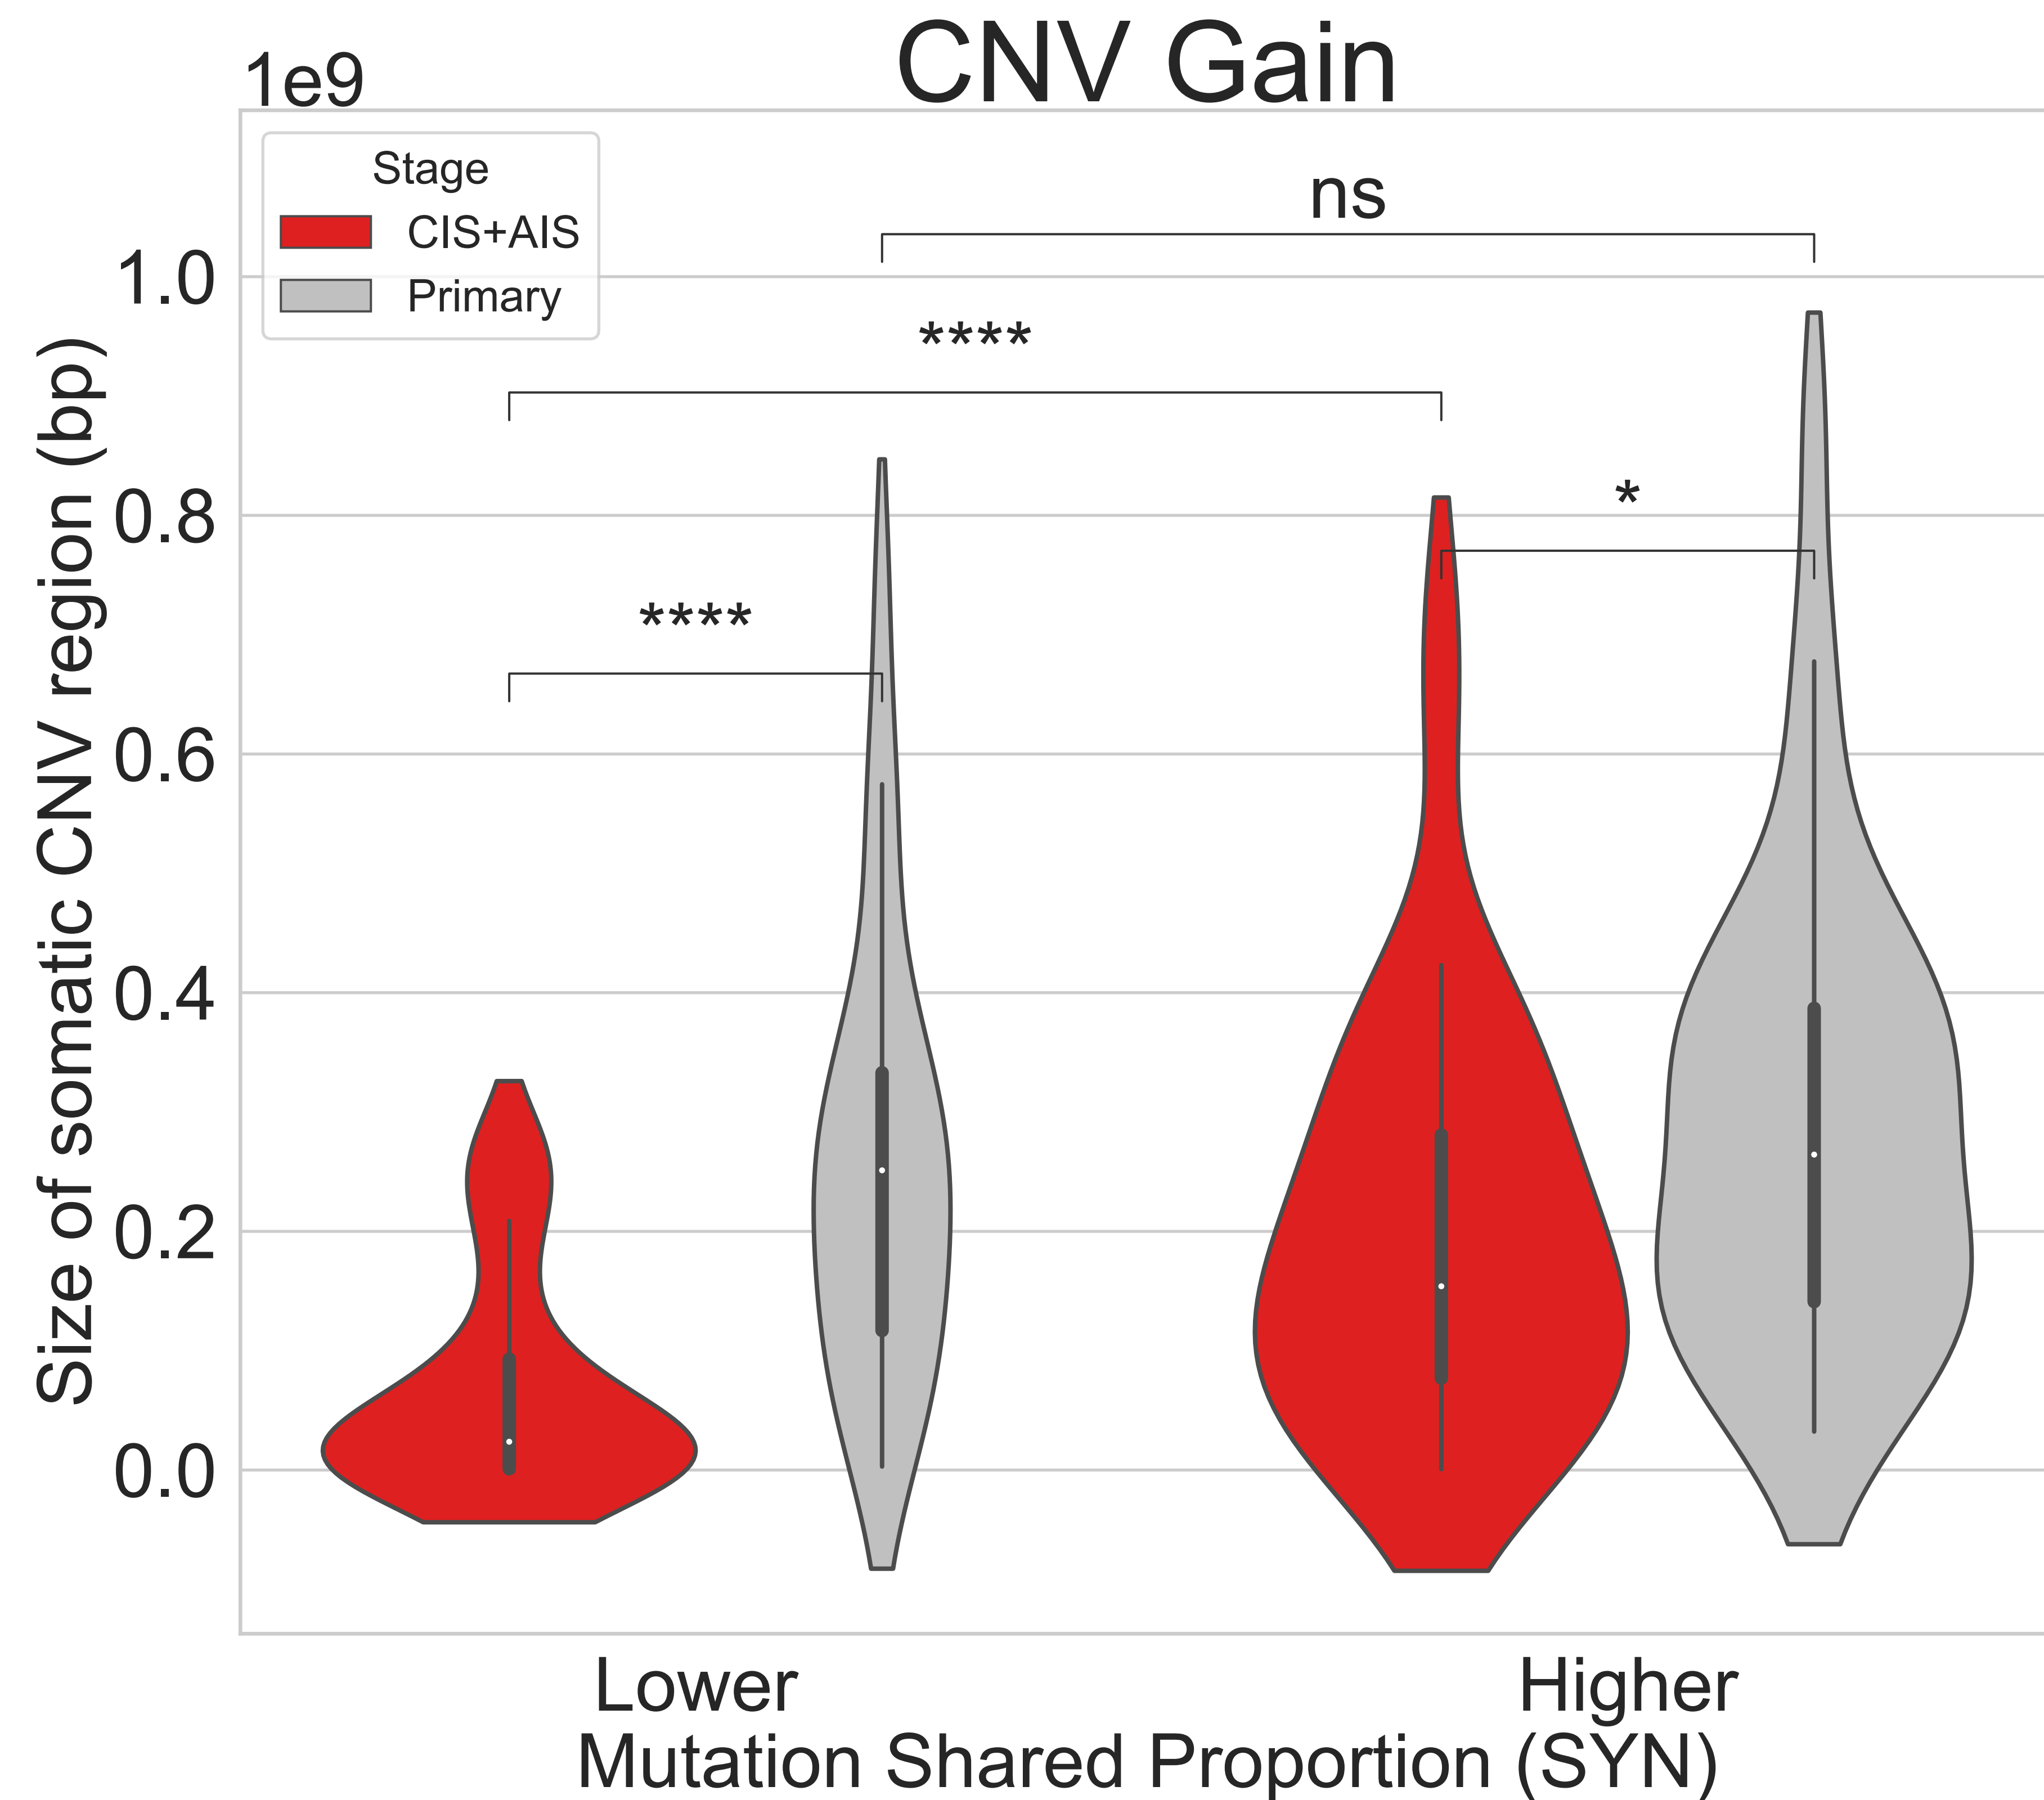 CNV Gain
1e9
Stage
CIS+AIS
Primary
ns
****
*
****
1.0
0.8
0.6
0.4
0.2
0.0
Size of somatic CNV region (bp)
Lower
Higher
Mutation Shared Proportion (SYN)